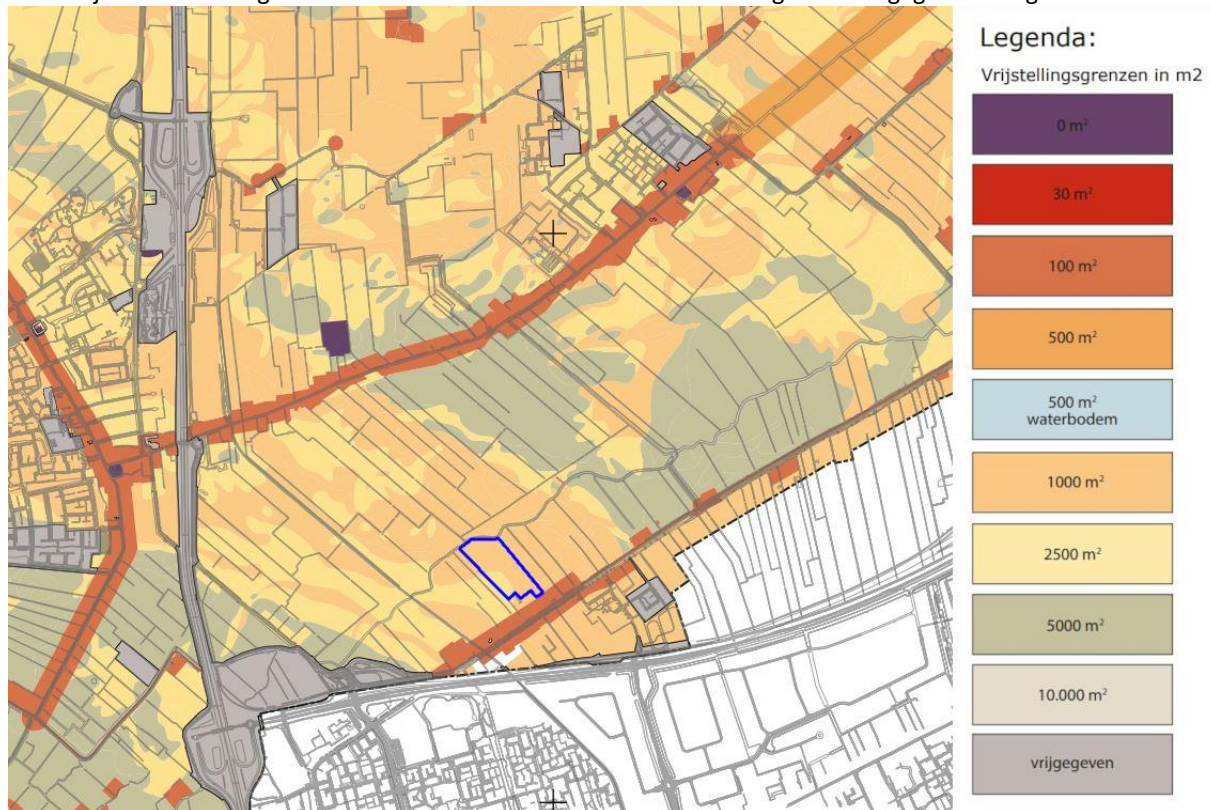 Legenda:
Vrijstellingsgrenzen in m2
0 m²
30 m²
100 m²
500 m²
500 m²
waterbodem
1000 m²
2500 m²
5000 m²
10.000 m²
vrijgegeven